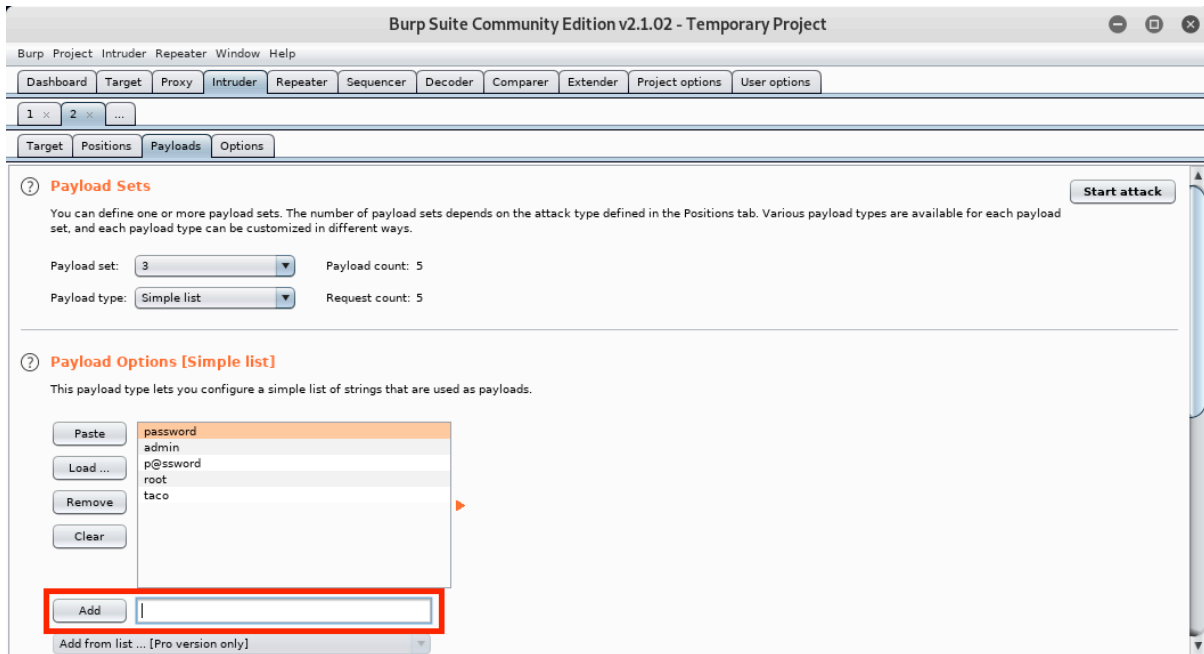 Burp Suite Community Edition v2.1.02 - Temporary Project
Burp Project Intruder Repeater Window Help
Dashboard Target Proxy Intruder Repeater Sequencer Decoder Comparer Extender Project options User options
1 × 2 × ...
Target Positions Payloads Options
? Payload Sets Start attack
You can define one or more payload sets. The number of payload sets depends on the attack type defined in the Positions tab. Various payload types are available for each payload
set, and each payload type can be customized in different ways.
Payload set: 3 Payload count: 5
Payload type: Simple list Request count: 5
? Payload Options [Simple list]
This payload type lets you configure a simple list of strings that are used as payloads.
Paste password
admin
Load ... p@ssword
root
Remove taco
Clear
Add
Add from list ... [Pro version only]